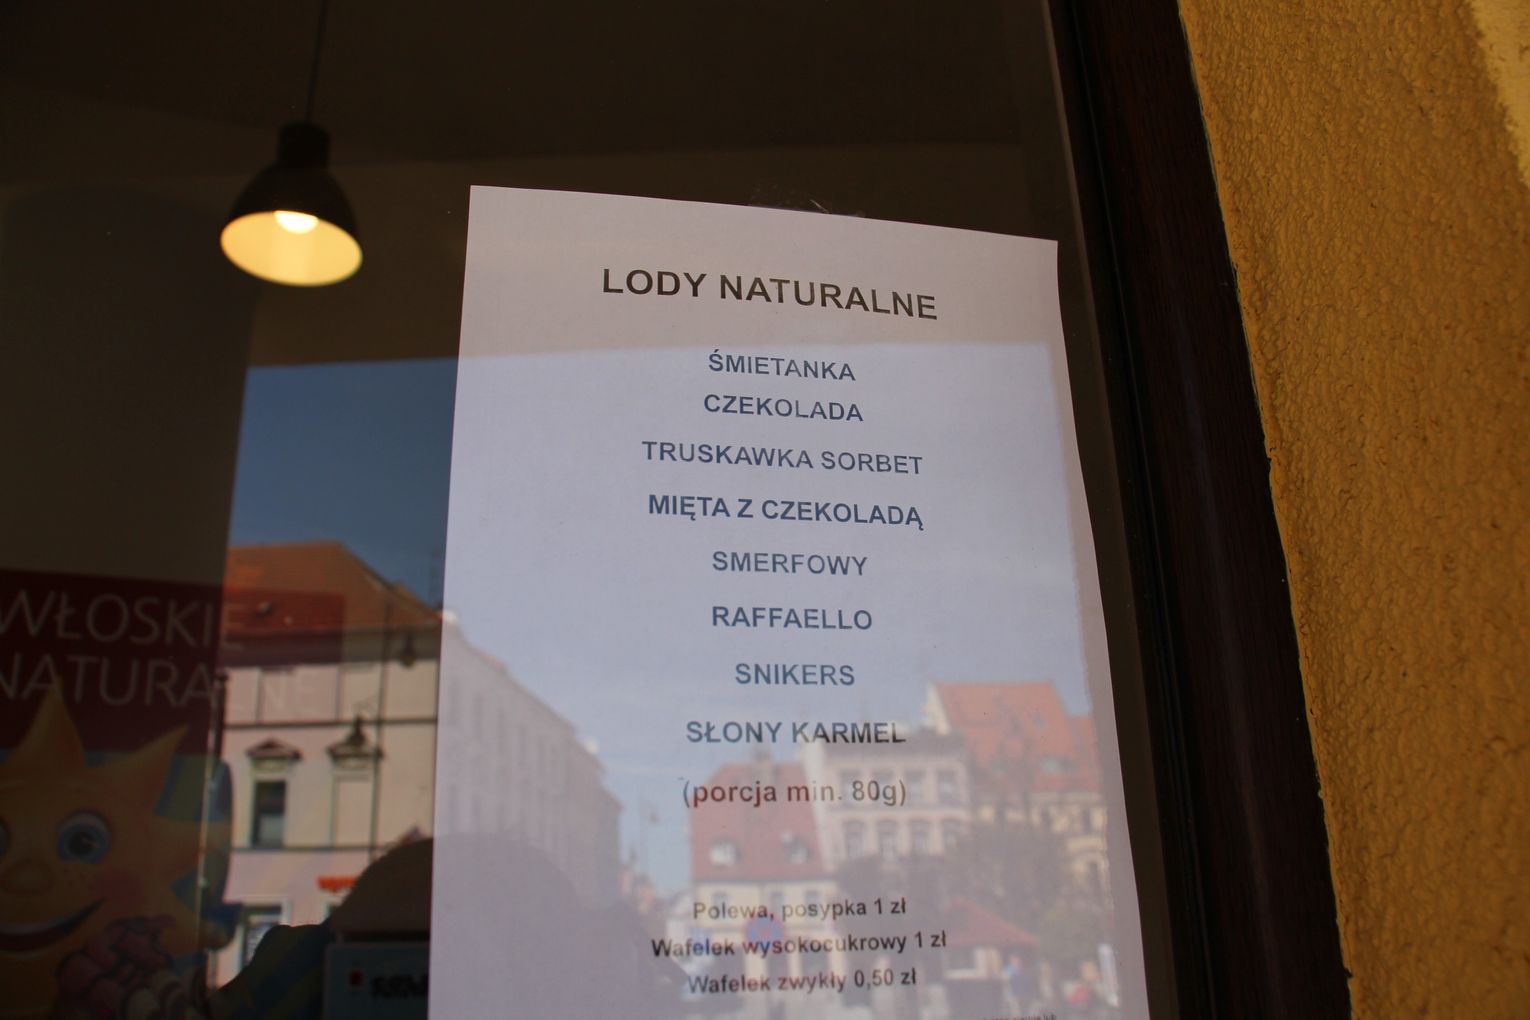 LODY NATURALNE
ŚMIETANKA
CZEKOLADA
TRUSKAWKA SORBET
MIĘTA Z CZEKOLADĄ
SMERFOWY
RAFFAELLO
SNIKERS
SŁONY KARMEL
(porcja min. 80g)
Polewa, posypka 1 zł
Wafelek wysokocukrowy 1 zł
Wafelek zwykły 0,50 zł
WŁOSKIE
NATURALNE